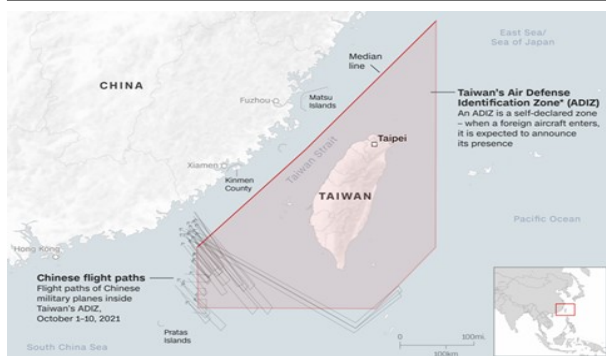 East Sea/
Sea of Japan
Median
line
CHINA
Taiwan's Air Defense
Identification Zone* (ADIZ)
An ADIZ is a self-declared zone
– when a foreign aircraft enters,
it is expected to announce
its presence
Fuzhou
Matsu
Islands
Taipei
Taiwan Strait
Xiamen
Kinmen
County
TAIWAN
Pacific Ocean
Hong Kong
Chinese flight paths
Flight paths of Chinese
military planes inside
Taiwan's ADIZ,
October 1-10, 2021
Pratas
Islands
South China Sea
0
100mi.
100km